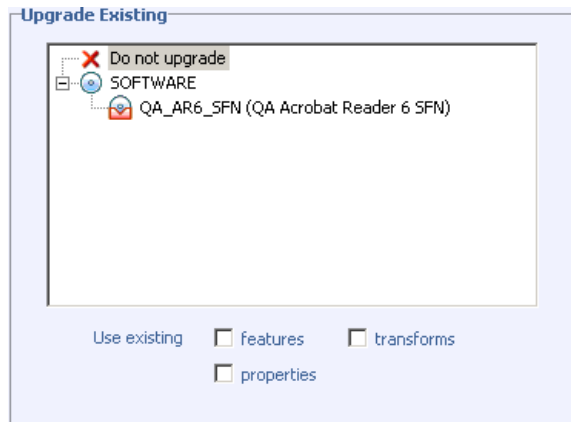 Upgrade Existing
Do not upgrade
SOFTWARE
QA_AR6_SFN (QA Acrobat Reader 6 SFN)
Use existing features transforms
properties